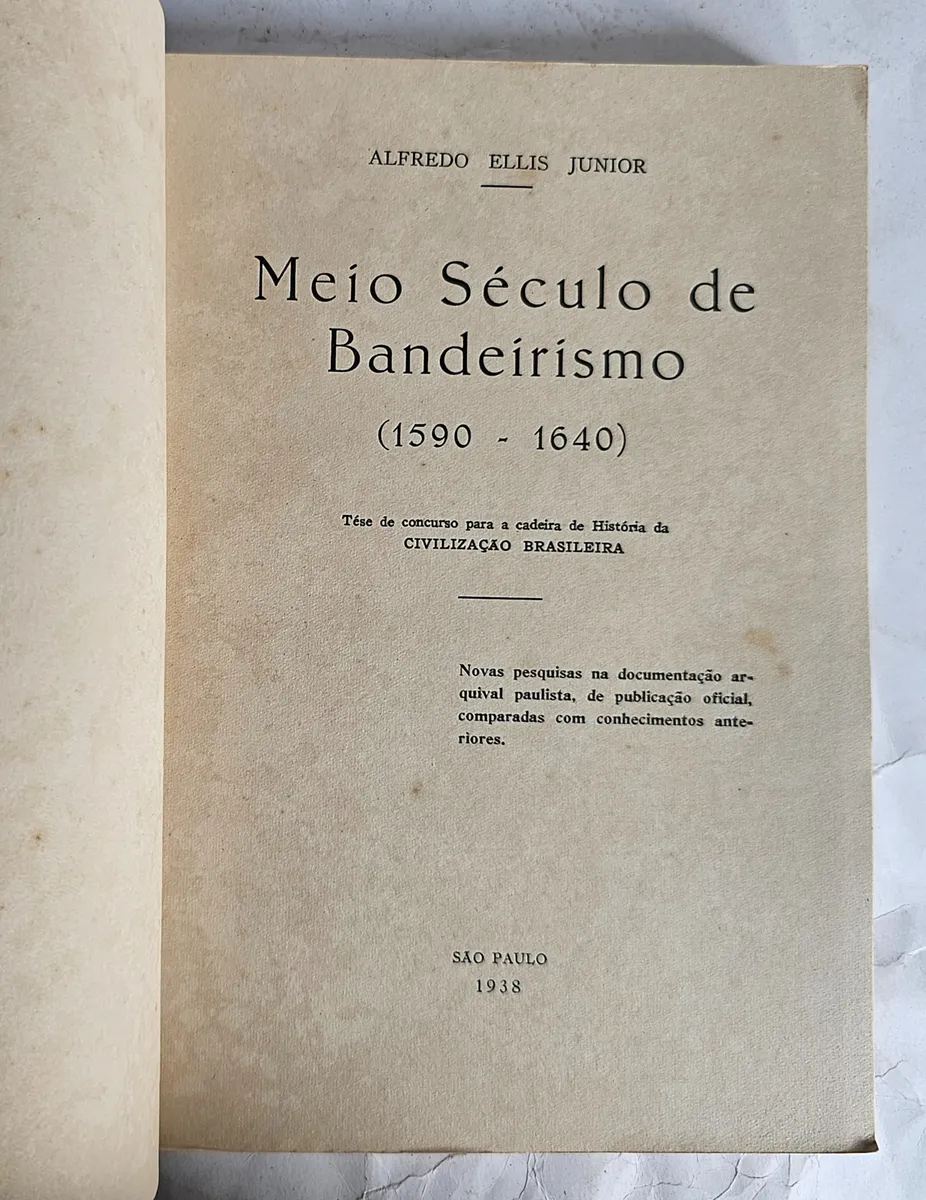 ALFREDO ELLIS JUNIOR
Meio Século de
Bandeirismo
(1590 - 1640)
Tése de concurso para a cadeira de História da
CIVILIZAÇÃO BRASILEIRA
Novas pesquisas na documentação ar-
quival paulista, de publicação oficial,
comparadas com conhecimentos ante-
riores.
SÃO PAULO
1938